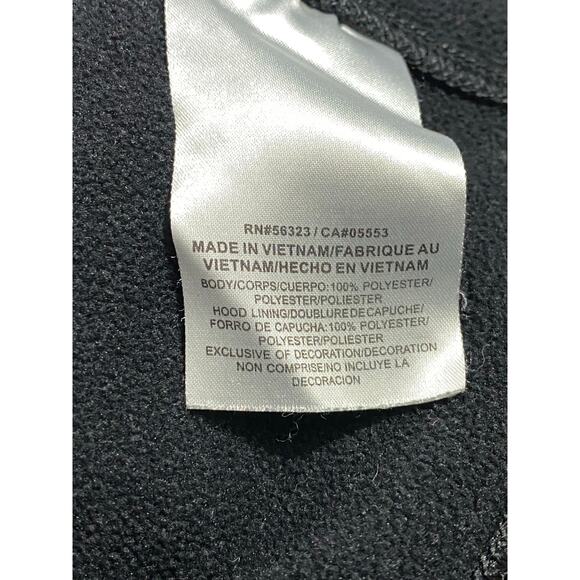 RN#56323 / CA#05553
MADE IN VIETNAM/FABRIQUE AU
VIETNAM/HECHO EN VIETNAM
BODY/CORPS/CUERPO:100% POLYESTER/
POLYESTER/POLIESTER
HOOD LINING/DOUBLURE DE CAPUCHE/
FORRO DE CAPUCHA:100% POLYESTER/
POLYESTER/POLIESTER
EXCLUSIVE OF DECORATION/DECORATION
NON COMPRISE/NO INCLUYE LA
DECORACION